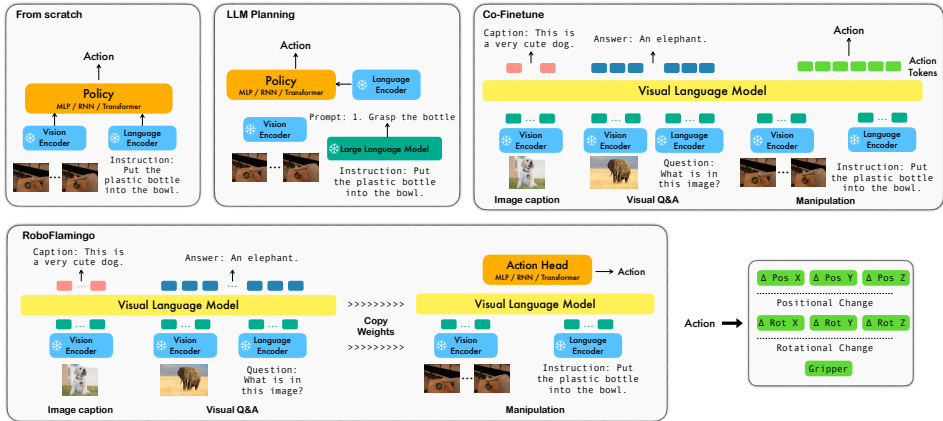 From scratch
Action
Policy
MLP / RNN / Transformer
Vision
Encoder
Language
Encoder
Instruction: Put the plastic bottle into the bowl.
LLM Planning
Action
Policy
MLP / RNN / Transformer
Language
Encoder
Vision
Encoder
Prompt: 1. Grasp the bottle
Large Language Model
Instruction: Put
the plastic bottle
into the bowl.
Co-Finetune
Caption: This is
a very cute dog.
Answer: An elephant.
Action
Action
Tokens
Visual Language Model
... ... ... ... ...
Vision
Encoder
Vision
Encoder
Language
Encoder
Vision
Encoder
Language
Encoder
Question:
What is in
this image?
Instruction: Put
the plastic bottle
into the bowl.
Image caption
Visual Q&A
Manipulation
RoboFlamingo
Caption: This is
a very cute dog.
Answer: An elephant.
Visual Language Model
... ... ...
Vision
Encoder
Vision
Encoder
Language
Encoder
Question:
What is in
this image?
Image caption
Visual Q&A
>>>>>>>>>
Copy
Weights
>>>>>>>>>
Action Head
MLP / RNN / Transformer
Action
Visual Language Model
... ...
Vision
Encoder
Language
Encoder
Instruction: Put
the plastic bottle
into the bowl.
Manipulation
Action
Δ Pos X Δ Pos Y Δ Pos Z
Positional Change
Δ Rot X Δ Rot Y Δ Rot Z
Rotational Change
Gripper